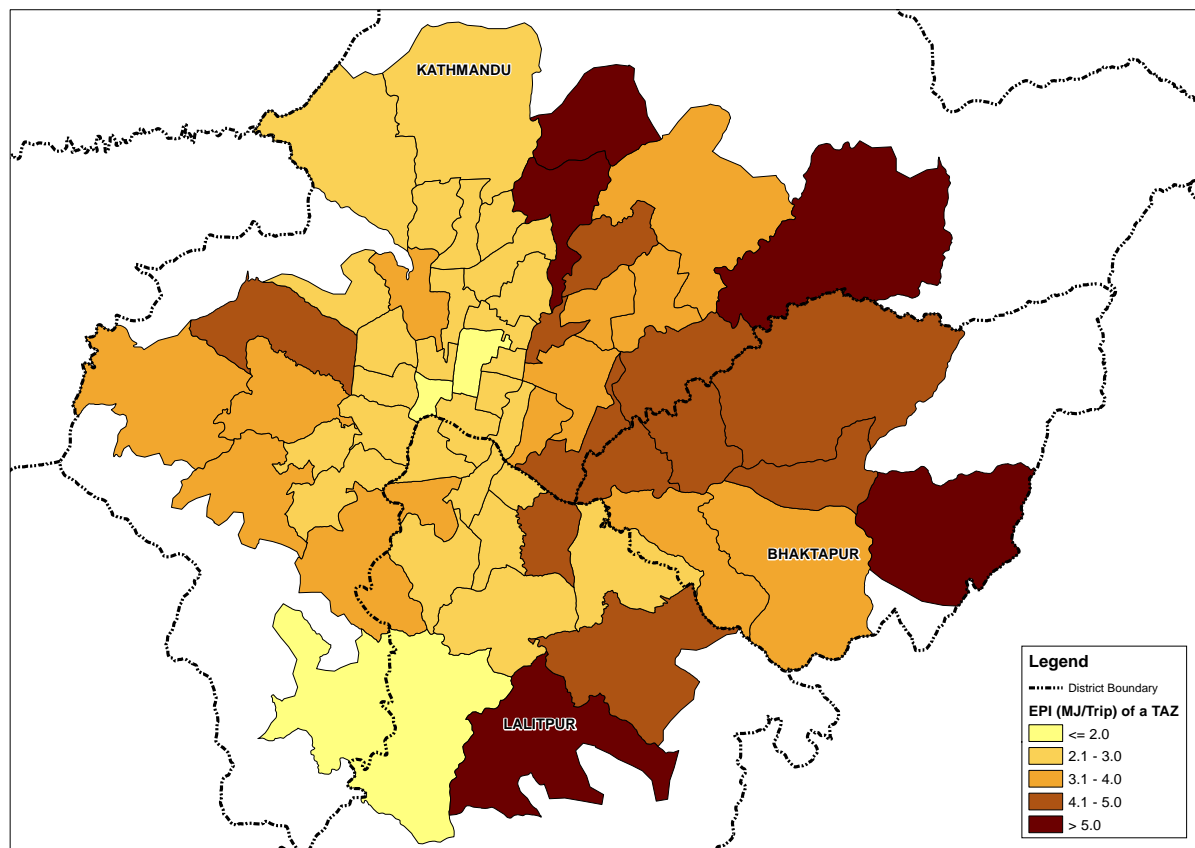 KATHMANDU
BHAKTAPUR
LALITPUR
Legend
District Boundary
EPI (MJ/Trip) of a TAZ
<= 2.0
2.1 - 3.0
3.1 - 4.0
4.1 - 5.0
> 5.0